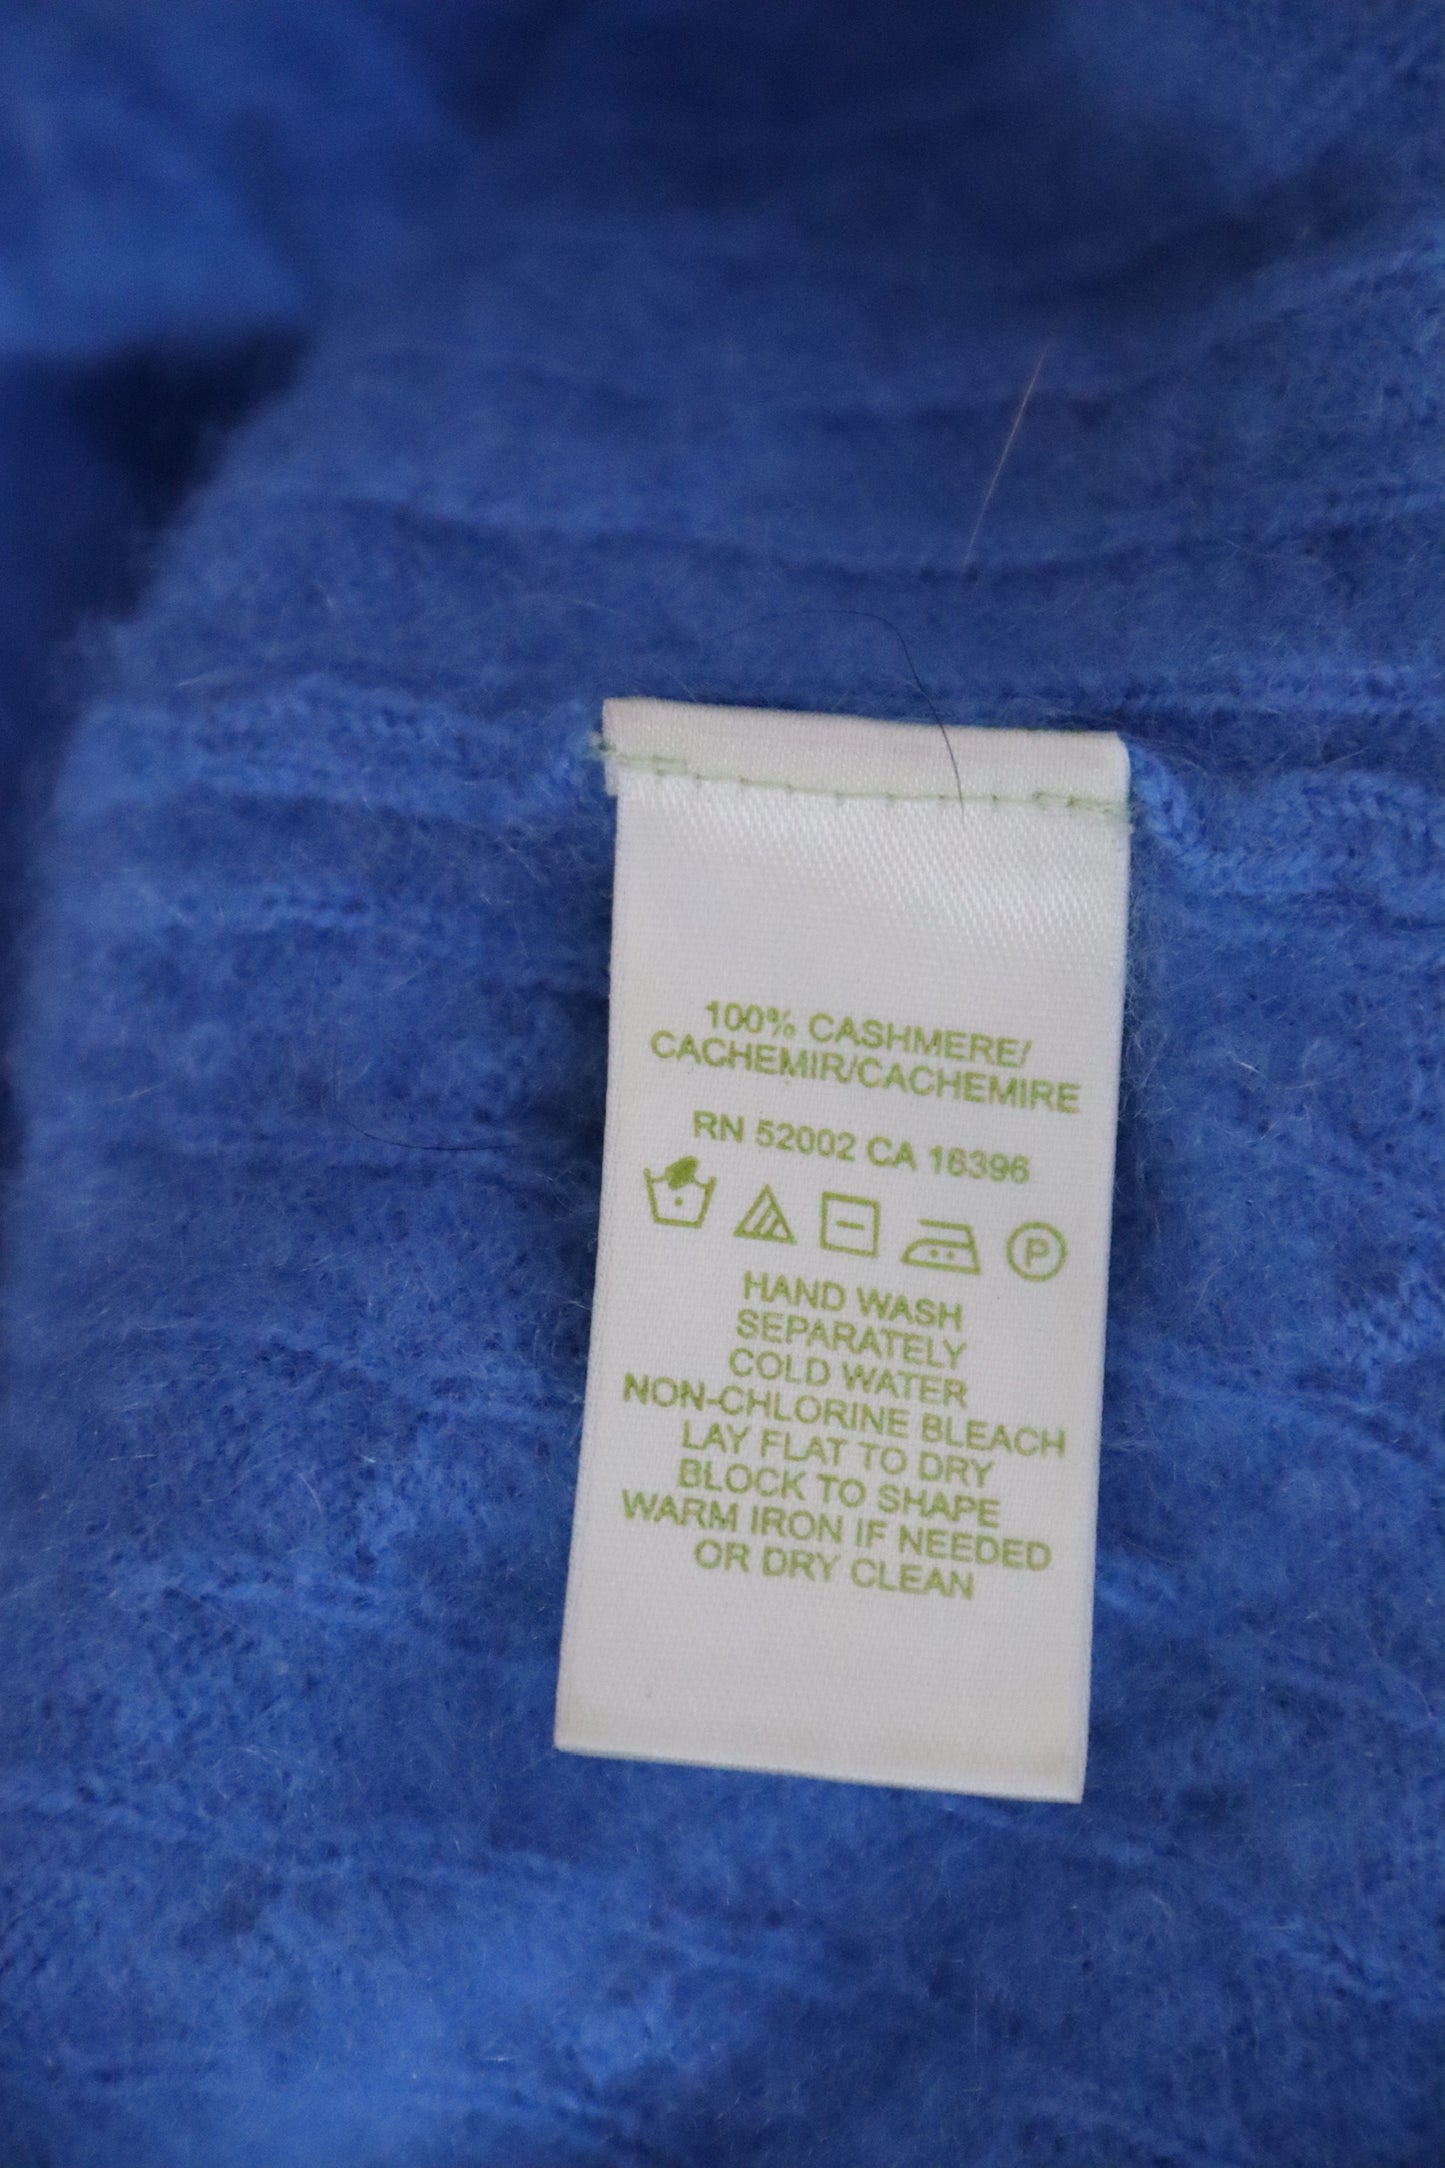 100% CASHMERE/
CACHEMIR/CACHEMIRE
RN 52002 CA 16396
P
HAND WASH
SEPARATELY
COLD WATER
NON-CHLORINE BLEACH
LAY FLAT TO DRY
BLOCK TO SHAPE
WARM IRON IF NEEDED
OR DRY CLEAN